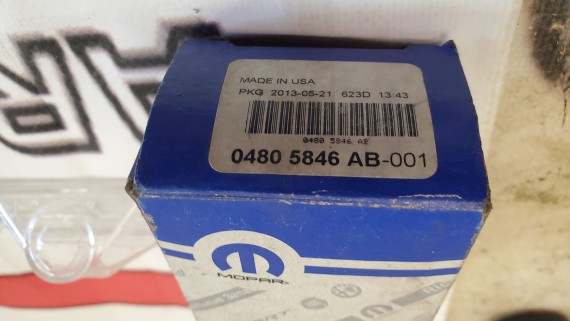 MADE IN USA
PKG 2013-05-21 623D 13:43
0480 5846 AB
0480 5846 AB-001
MOPAR